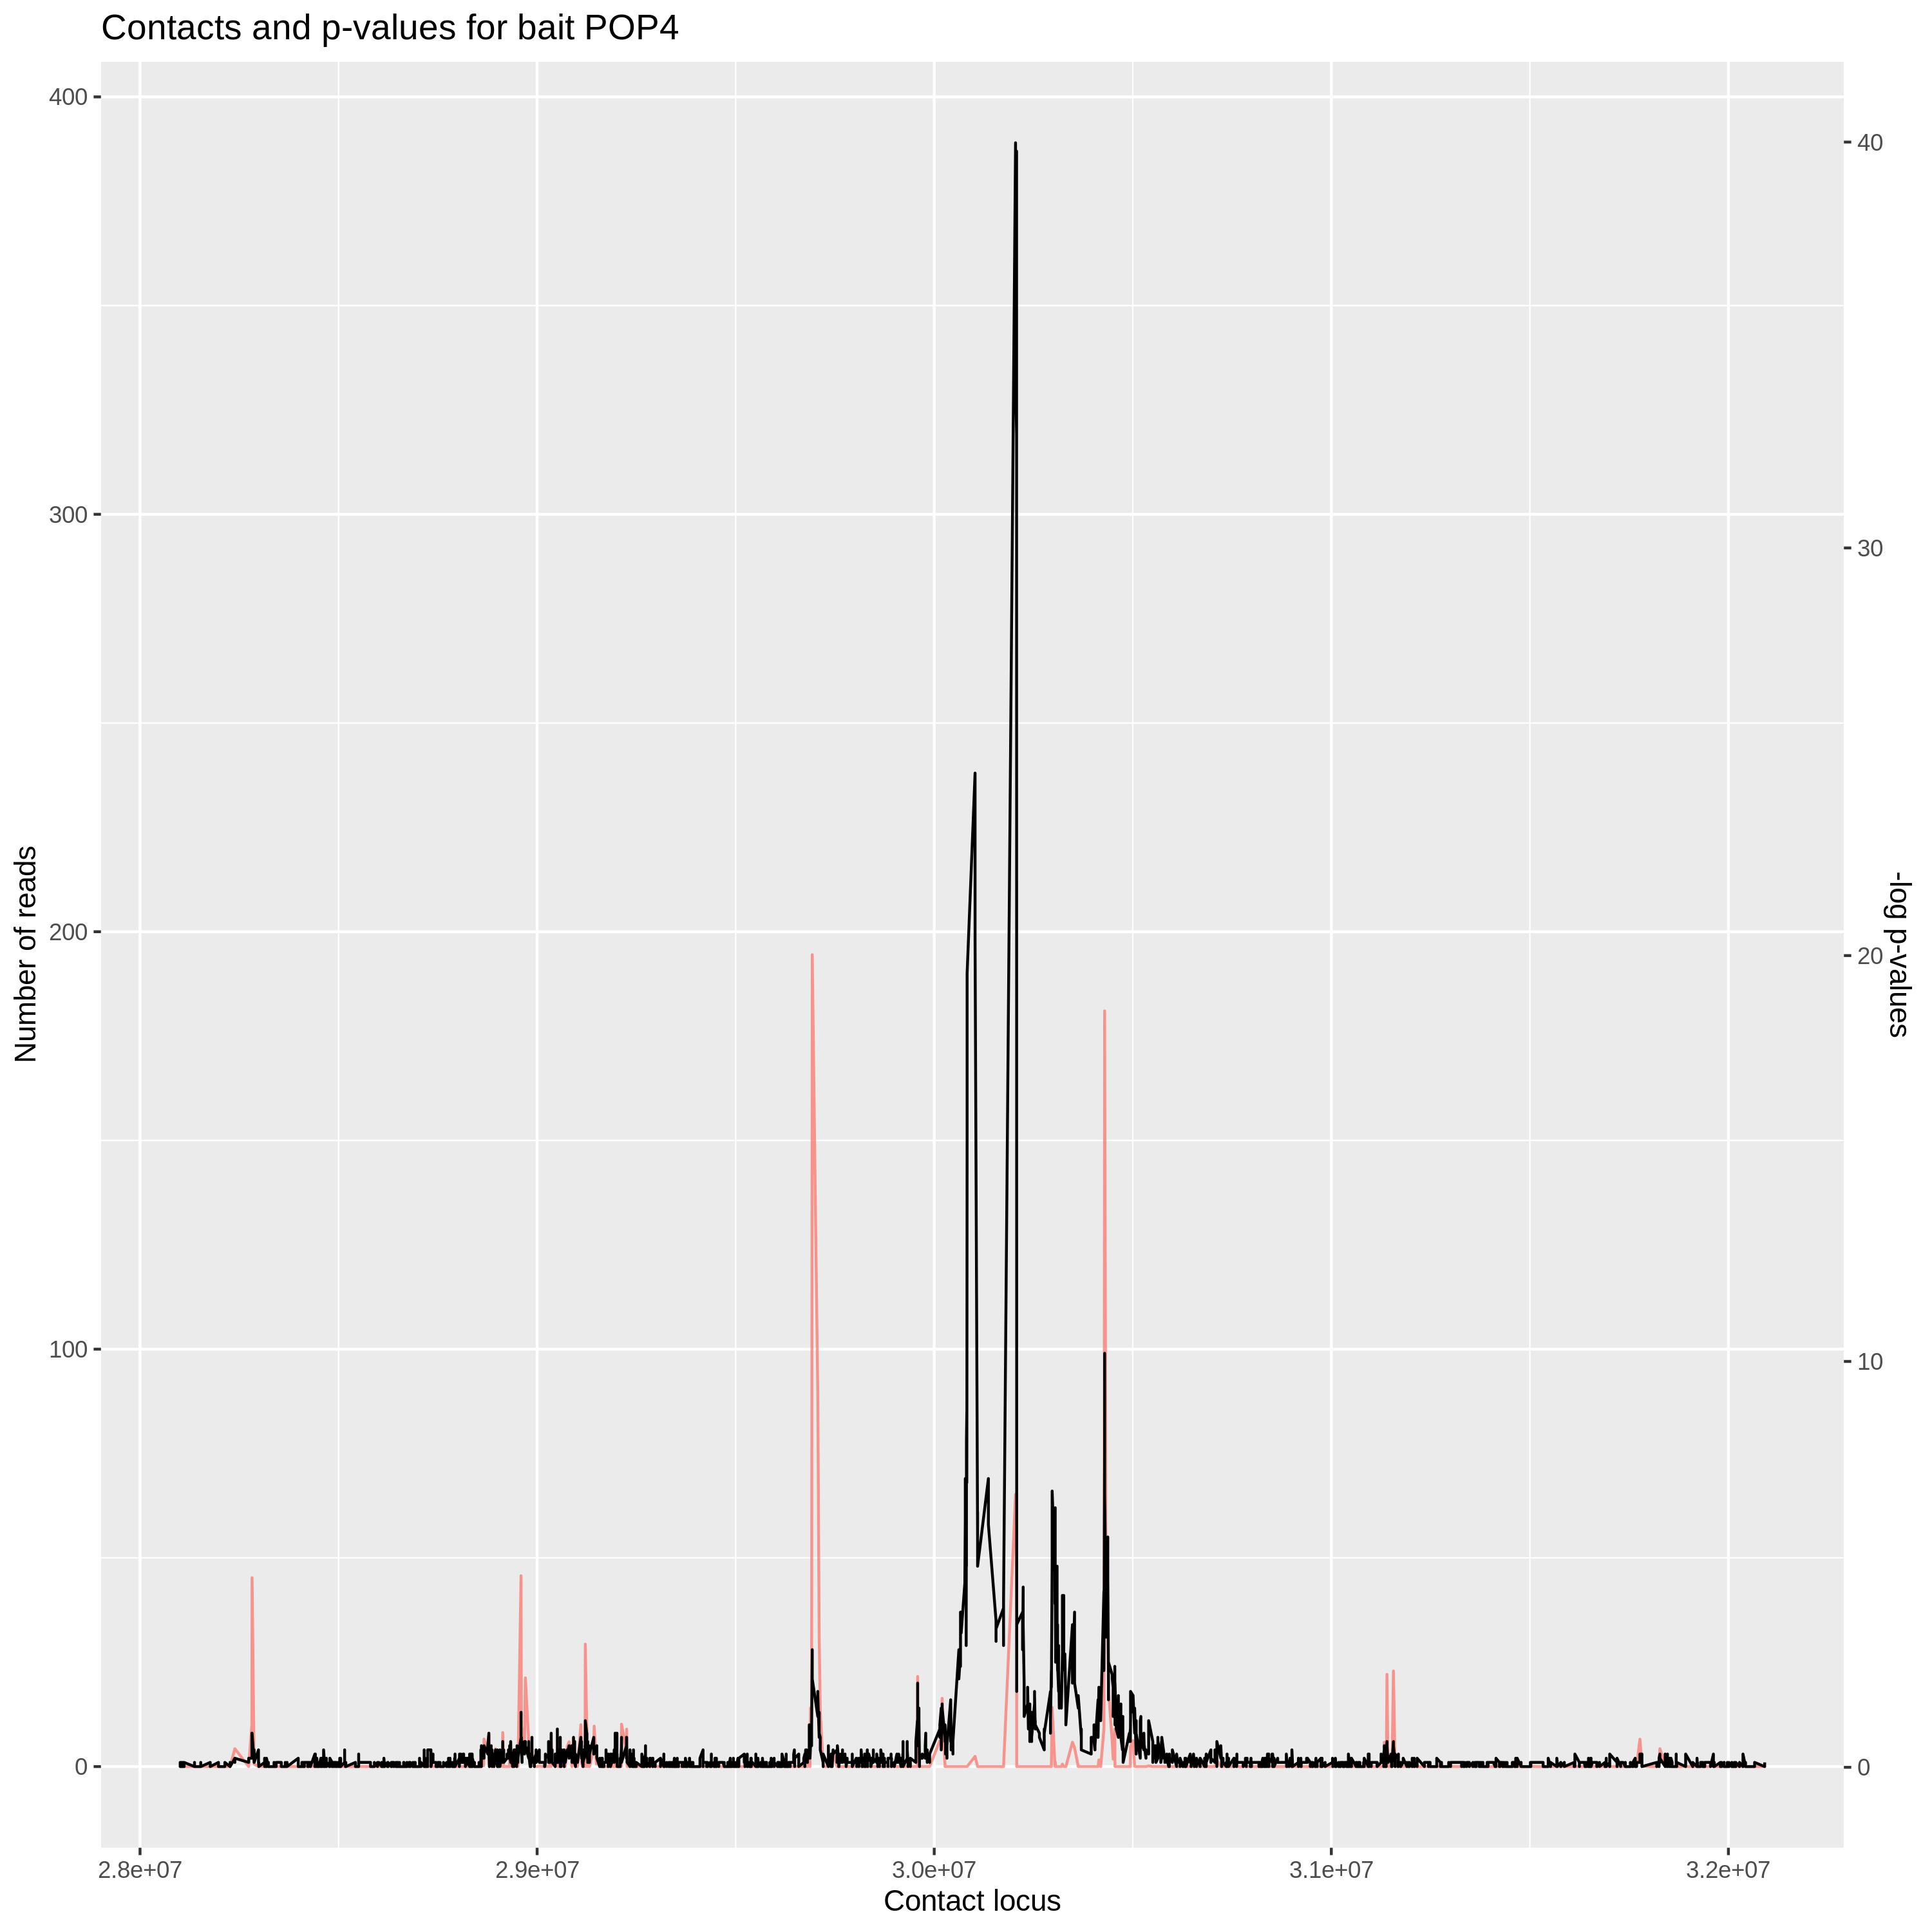 Contacts and p-values for bait POP4
400
300
200
100
0
Number of reads
40
30
20
10
0
-log p-values
2.8e+07
2.9e+07
3.0e+07
3.1e+07
3.2e+07
Contact locus